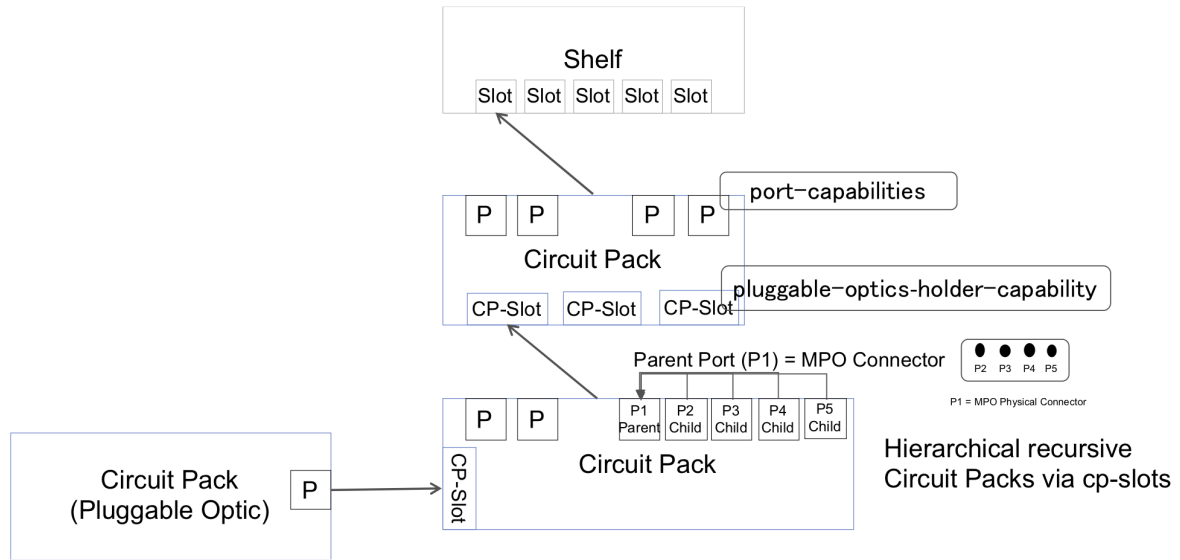 Shelf
Slot Slot Slot Slot Slot
port-capabilities
P P P P
Circuit Pack
pluggable-optics-holder-capability
CP-Slot CP-Slot CP-Slot
Parent Port (P1) = MPO Connector
P2 P3 P4 P5
P1 = MPO Physical Connector
P P
P1 Parent
P2 Child
P3 Child
P4 Child
P5 Child
Circuit Pack
CP-Slot
Hierarchical recursive
Circuit Packs via cp-slots
Circuit Pack
(Pluggable Optic)
P